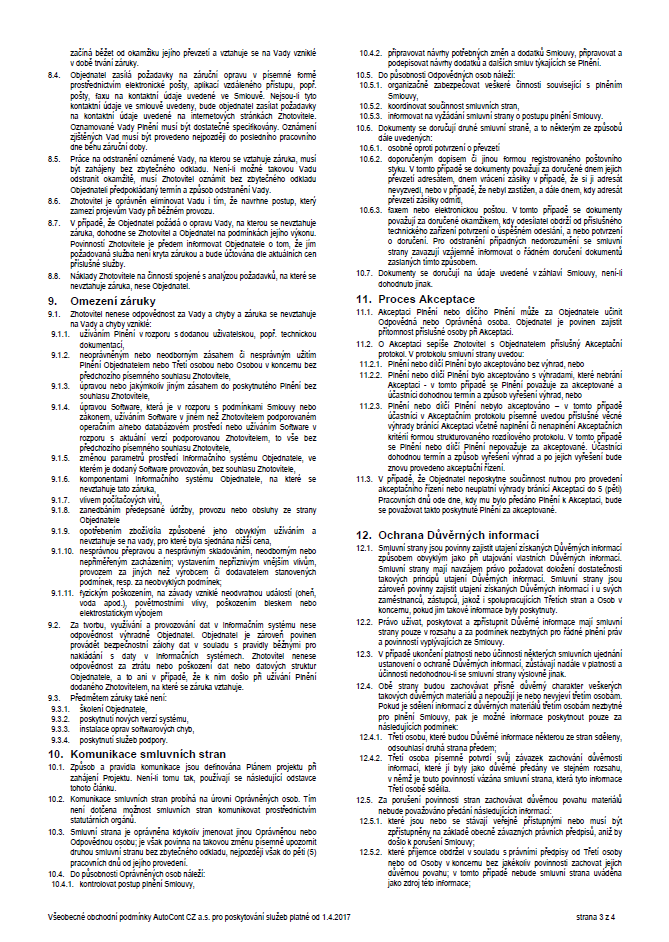 začíná běžet od okamžiku jejího převzetí a vztahuje se na Vady vzniklé
v době trvání záruky.
8.4. Objednatel zasílá požadavky na záruční opravu v písemné formě
prostřednictvím elektronické pošty, aplikací vzdáleného přístupu, popř.
pošty, faxu na kontaktní údaje uvedené ve Smlouvě. Nejsou-li tyto
kontaktní údaje ve smlouvě uvedeny, bude objednatel zasílat požadavky
na kontaktní údaje uvedené na internetových stránkách Zhotovitele.
Oznamované Vady Plnění musí být dostatečně specifikovány. Oznámení
zjištěných Vad musí být provedeno nejpozději do posledního pracovního
dne běhu záruční doby.
8.5. Práce na odstranění oznámené Vady, na kterou se vztahuje záruka, musí
být zahájeny bez zbytečného odkladu. Není-li možné takovou Vadu
odstranit okamžitě, musí Zhotovitel oznámit bez zbytečného odkladu
Objednateli předpokládaný termín a způsob odstranění Vady.
8.6. Zhotovitel je oprávněn eliminovat Vadu i tím, že navrhne postup, který
zamezí projevům Vady při běžném provozu.
8.7. V případě, že Objednatel požádá o opravu Vady, na kterou se nevztahuje
záruka, dohodne se Zhotovitel a Objednatel na podmínkách jejího výkonu.
Povinností Zhotovitele je předem informovat Objednatele o tom, že jím
požadovaná služba není kryta zárukou a bude účtována dle aktuálních cen
příslušné služby.
8.8. Náklady Zhotovitele na činnosti spojené s analýzou požadavků, na které se
nevztahuje záruka, nese Objednatel.
9. Omezení záruky
9.1. Zhotovitel nenese odpovědnost za Vady a chyby a záruka se nevztahuje
na Vady a chyby vzniklé:
9.1.1. užíváním Plnění v rozporu s dodanou uživatelskou, popř. technickou
dokumentací,
9.1.2. neoprávněným nebo neodborným zásahem či nesprávným užitím
Plnění Objednatelem nebo Třetí osobou nebo Osobou v koncernu bez
předchozího písemného souhlasu Zhotovitele,
9.1.3. úpravou nebo jakýmkoliv jiným zásahem do poskytnutého Plnění bez
souhlasu Zhotovitele,
9.1.4. úpravou Software, která je v rozporu s podmínkami Smlouvy nebo
zákonem, užíváním Software v jiném než Zhotovitelem podporovaném
operačním a/nebo databázovém prostředí nebo užíváním Software v
rozporu s aktuální verzí podporovanou Zhotovitelem, to vše bez
předchozího písemného souhlasu Zhotovitele,
9.1.5. změnou parametrů prostředí Informačního systému Objednatele, ve
kterém je dodaný Software provozován, bez souhlasu Zhotovitele,
9.1.6. komponentami Informačního systému Objednatele, na které se
nevztahuje tato záruka,
9.1.7. vlivem počítačových virů,
9.1.8. zanedbáním předepsané údržby, provozu nebo obsluhy ze strany
Objednatele
9.1.9. opotřebením zboží/díla způsobené jeho obvyklým užíváním a
nevztahuje se na vady, pro které byla sjednána nižší cena,
9.1.10. nesprávnou přepravou a nesprávným skladováním, neodborným nebo
nepřiměřeným zacházením; vystavením nepříznivým vnějším vlivům,
provozem za jiných než výrobcem či dodavatelem stanovených
podmínek, resp. za neobvyklých podmínek;
9.1.11. fyzickým poškozením, na závady vzniklé neodvratnou událostí (oheň,
voda apod.), povětrnostními vlivy, poškozením bleskem nebo
elektrostatickým výbojem
9.2. Za tvorbu, využívání a provozování dat v Informačním systému nese
odpovědnost výhradně Objednatel. Objednatel je zároveň povinen
provádět bezpečnostní zálohy dat v souladu s pravidly běžnými pro
nakládání s daty v Informačních systémech. Zhotovitel nenese
odpovědnost za ztrátu nebo poškození dat nebo datových struktur
Objednatele, a to ani v případě, že k nim došlo při užívání Plnění
dodaného Zhotovitelem, na které se záruka vztahuje.
9.3. Předmětem záruky také není:
9.3.1. školení Objednatele,
9.3.2. poskytnutí nových verzí systému,
9.3.3. instalace oprav softwarových chyb,
9.3.4. poskytnutí služeb podpory.
10. Komunikace smluvních stran
10.1. Způsob a pravidla komunikace jsou definována Plánem projektu při
zahájení Projektu. Není-li tomu tak, používají se následující odstavce
tohoto článku.
10.2. Komunikace smluvních stran probíhá na úrovni Oprávněných osob. Tím
není dotčena možnost smluvních stran komunikovat prostřednictvím
statutárních orgánů.
10.3. Smluvní strana je oprávněna kdykoliv jmenovat jinou Oprávněnou nebo
Odpovědnou osobu; je však povinna na takovou změnu písemně upozornit
druhou smluvní stranu bez zbytečného odkladu, nejpozději však do pěti (5)
pracovních dnů od jejího provedení.
10.4. Do působnosti Oprávněných osob náleží:
10.4.1. kontrolovat postup plnění Smlouvy,
10.4.2. připravovat návrhy potřebných změn a dodatků Smlouvy, připravovat a
podepisovat návrhy dodatků a dalších smluv týkajících se Plnění.
10.5. Do působnosti Odpovědných osob náleží:
10.5.1. organizačně zabezpečovat veškeré činnosti související s plněním
Smlouvy,
10.5.2. koordinovat součinnost smluvních stran,
10.5.3. informovat na vyžádání smluvní strany o postupu plnění Smlouvy.
10.6. Dokumenty se doručují druhé smluvní straně, a to některým ze způsobů
dále uvedených:
10.6.1. osobně oproti potvrzení o převzetí
10.6.2. doporučeným dopisem či jinou formou registrovaného poštovního
styku. V tomto případě se dokumenty považují za doručené dnem jejich
převzetí adresátem, dnem vrácení zásilky v případě, že si ji adresát
nevyzvedl, nebo v případě, že nebyl zastižen, a dále dnem, kdy adresát
převzetí zásilky odmítl,
10.6.3. faxem nebo elektronickou poštou. V tomto případě se dokumenty
považují za doručené, okamžikem, kdy odesílatel obdrží od příslušného
technického zařízení potvrzení o úspěšném odeslání, a nebo potvrzení
o doručení. Pro odstranění případných nedorozumění se smluvní
strany zavazují vzájemně informovat o řádném doručení dokumentů
zaslaných tímto způsobem.
10.7. Dokumenty se doručují na údaje uvedené v záhlaví Smlouvy, není-li
dohodnuto jinak.
11. Proces Akceptace
11.1. Akceptaci Plnění nebo dílčího Plnění může za Objednatele učinit
Odpovědná nebo Oprávněná osoba. Objednatel je povinen zajistit
přítomnost příslušné osoby při Akceptaci.
11.2. O Akceptaci sepíše Zhotovitel s Objednatelem příslušný Akceptační
protokol. V protokolu smluvní strany uvedou:
11.2.1. Plnění nebo dílčí Plnění bylo akceptováno bez výhrad, nebo
11.2.2. Plnění nebo dílčí Plnění bylo akceptováno s výhradami, které nebrání
Akceptaci - v tomto případě se Plnění považuje za akceptované a
účastníci dohodnou termín a způsob vyřešení výhrad, nebo
11.2.3. Plnění nebo dílčí Plnění nebylo akceptováno – v tomto případě
účastníci v Akceptačním protokolu písemně uvedou příslušné věcné
výhrady bránící Akceptaci včetně naplnění či nenaplnění Akceptačních
kritérií formou strukturovaného rozdílového protokolu. V tomto případě
se Plnění nebo dílčí Plnění nepovažuje za akceptované. Účastníci
dohodnou termín a způsob vyřešení výhrad a po jejich vyřešení bude
znovu provedeno akceptační řízení.
11.3. V případě, že Objednatel neposkytne součinnost nutnou pro provedení
akceptačního řízení nebo neuplatní výhrady bránící Akceptaci do 5 (pěti)
Pracovních dnů ode dne, kdy mu bylo předáno Plnění k Akceptaci, bude
se považovat takto poskytnuté Plnění za akceptované.
12. Ochrana Důvěrných informací
12.1. Smluvní strany jsou povinny zajistit utajení získaných Důvěrných informací
způsobem obvyklým jako při utajování vlastních Důvěrných informací.
Smluvní strany mají navzájem právo požadovat doložení dostatečnosti
takových principů utajení Důvěrných informací. Smluvní strany jsou
zároveň povinny zajistit utajení získaných Důvěrných informací i u svých
zaměstnanců, zástupců, jakož i spolupracujících Třetích stran a Osob v
koncernu, pokud jim takové informace byly poskytnuty.
12.2. Právo užívat, poskytovat a zpřístupnit Důvěrné informace mají smluvní
strany pouze v rozsahu a za podmínek nezbytných pro řádné plnění práv
a povinností vyplývajících ze Smlouvy.
12.3. V případě ukončení platnosti nebo účinnosti některých smluvních ujednání
ustanovení o ochraně Důvěrných informací, zůstávají nadále v platnosti a
účinnosti nedohodnou-li se smluvní strany výslovně jinak.
12.4. Obě strany budou zachovávat přísně důvěrný charakter veškerých
takových důvěrných materiálů a nepoužijí je nebo nevyjeví třetím osobám.
Pokud je sdělení informací z důvěrných materiálů třetím osobám nezbytné
pro plnění Smlouvy, pak je možné informace poskytnout pouze za
následujících podmínek:
12.4.1. Třetí osobu, které budou Důvěrné informace některou ze stran sděleny,
odsouhlasí druhá strana předem;
12.4.2. Třetí osoba písemně potvrdí svůj závazek zachování důvěrnosti
informací, které jí byly jako důvěrné předány ve stejném rozsahu,
v němž je touto povinností vázána smluvní strana, která tyto informace
Třetí osobě sdělila.
12.5. Za porušení povinnosti stran zachovávat důvěrnou povahu materiálů
nebude považováno předání následujících informací:
12.5.1. které jsou nebo se stávají veřejně přístupnými nebo musí být
zpřístupněny na základě obecně závazných právních předpisů, aniž by
došlo k porušení Smlouvy;
12.5.2. které příjemce obdržel v souladu s právními předpisy od Třetí osoby
nebo od Osoby v koncernu bez jakékoliv povinnosti zachovat jejich
důvěrnou povahu; v tomto případě nebude smluvní strana uváděna
jako zdroj této informace;
Všeobecné obchodní podmínky AutoCont CZ a.s. pro poskytování služeb platné od 1.4.2017
strana 3 z 4